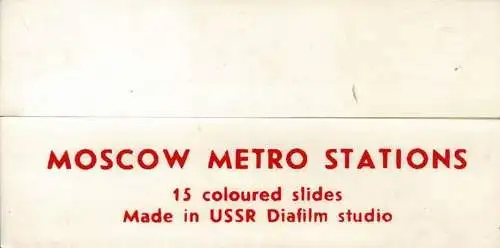 MOSCOW METRO STATIONS
15 coloured slides
Made in USSR Diafilm studio